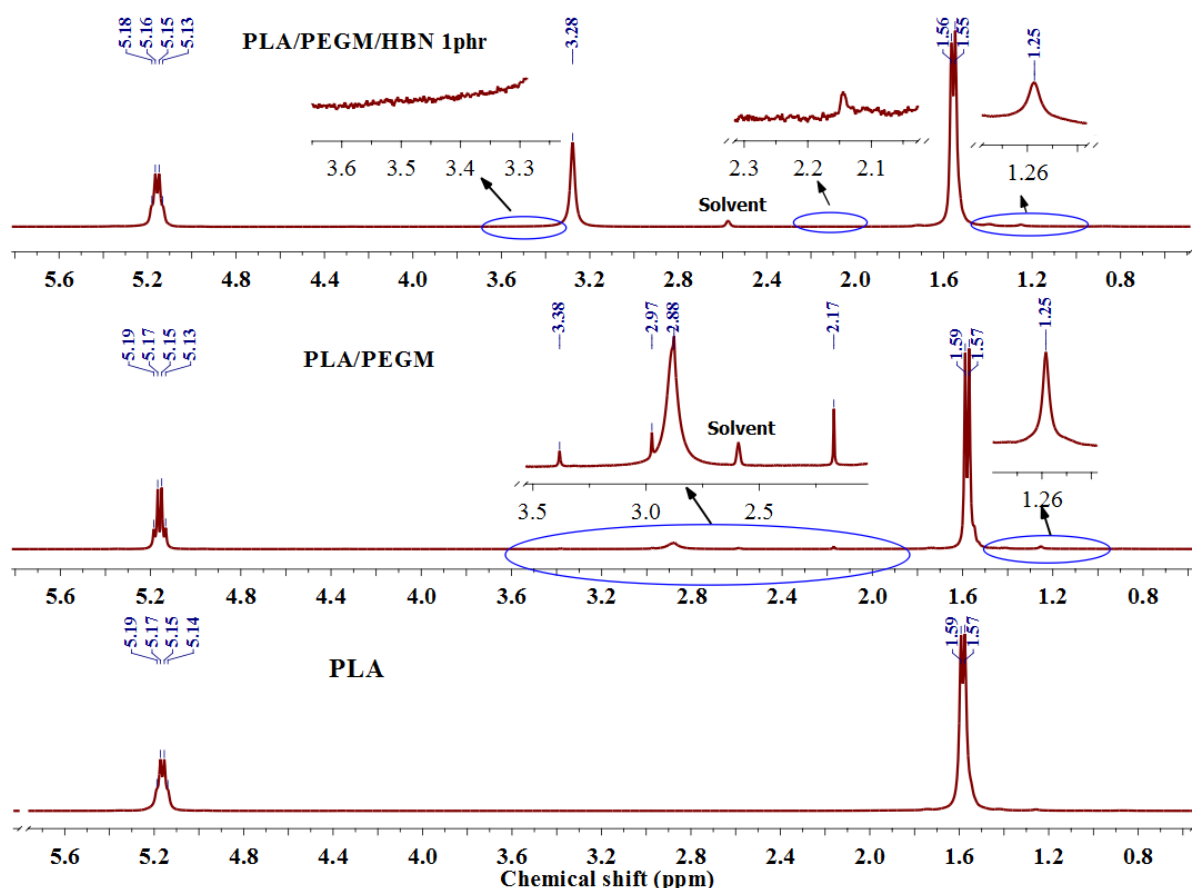 5.18
5.16
5.15
5.13
PLA/PEGM/HBN 1phr
3.28
1.56
1.55
1.25
3.6 3.5 3.4 3.3
2.3 2.2 2.1
1.26
Solvent
5.6 5.2 4.8 4.4 4.0 3.6 3.2 2.8 2.4 2.0 1.6 1.2 0.8
5.19
5.17
5.15
5.13
PLA/PEGM
3.38
2.97
2.88
2.17
1.59
1.57
1.25
Solvent
3.5 3.0 2.5
1.26
5.6 5.2 4.8 4.4 4.0 3.6 3.2 2.8 2.4 2.0 1.6 1.2 0.8
5.19
5.17
5.15
5.14
PLA
1.59
1.57
5.6 5.2 4.8 4.4 4.0 3.6 3.2 2.8 2.4 2.0 1.6 1.2 0.8
Chemical shift (ppm)